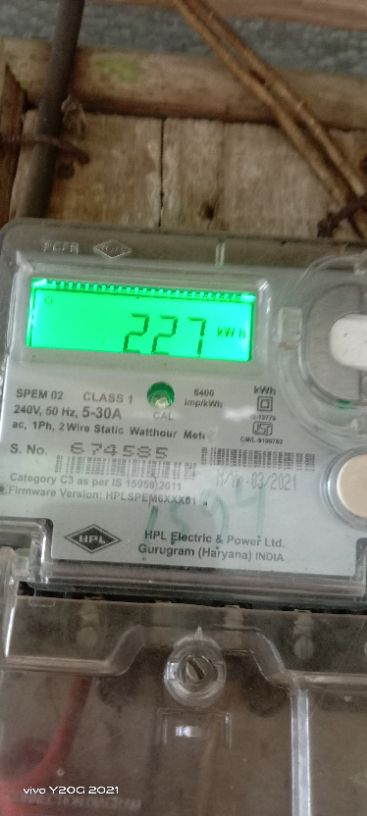 HPL
227 kWh
SPEM 02 CLASS 1 6400 kWh
240V, 50 Hz, 5-30A CAL imp/kWh
ac, 1Ph, 2 Wire Static Watthour
S. No. 674585
03/2021
Category C3 as per IS 15959:2011
Firmware Version:
HPL HPL Electric & Power Ltd.
Gurugram (Haryana) INDIA
vivo Y20G 2021